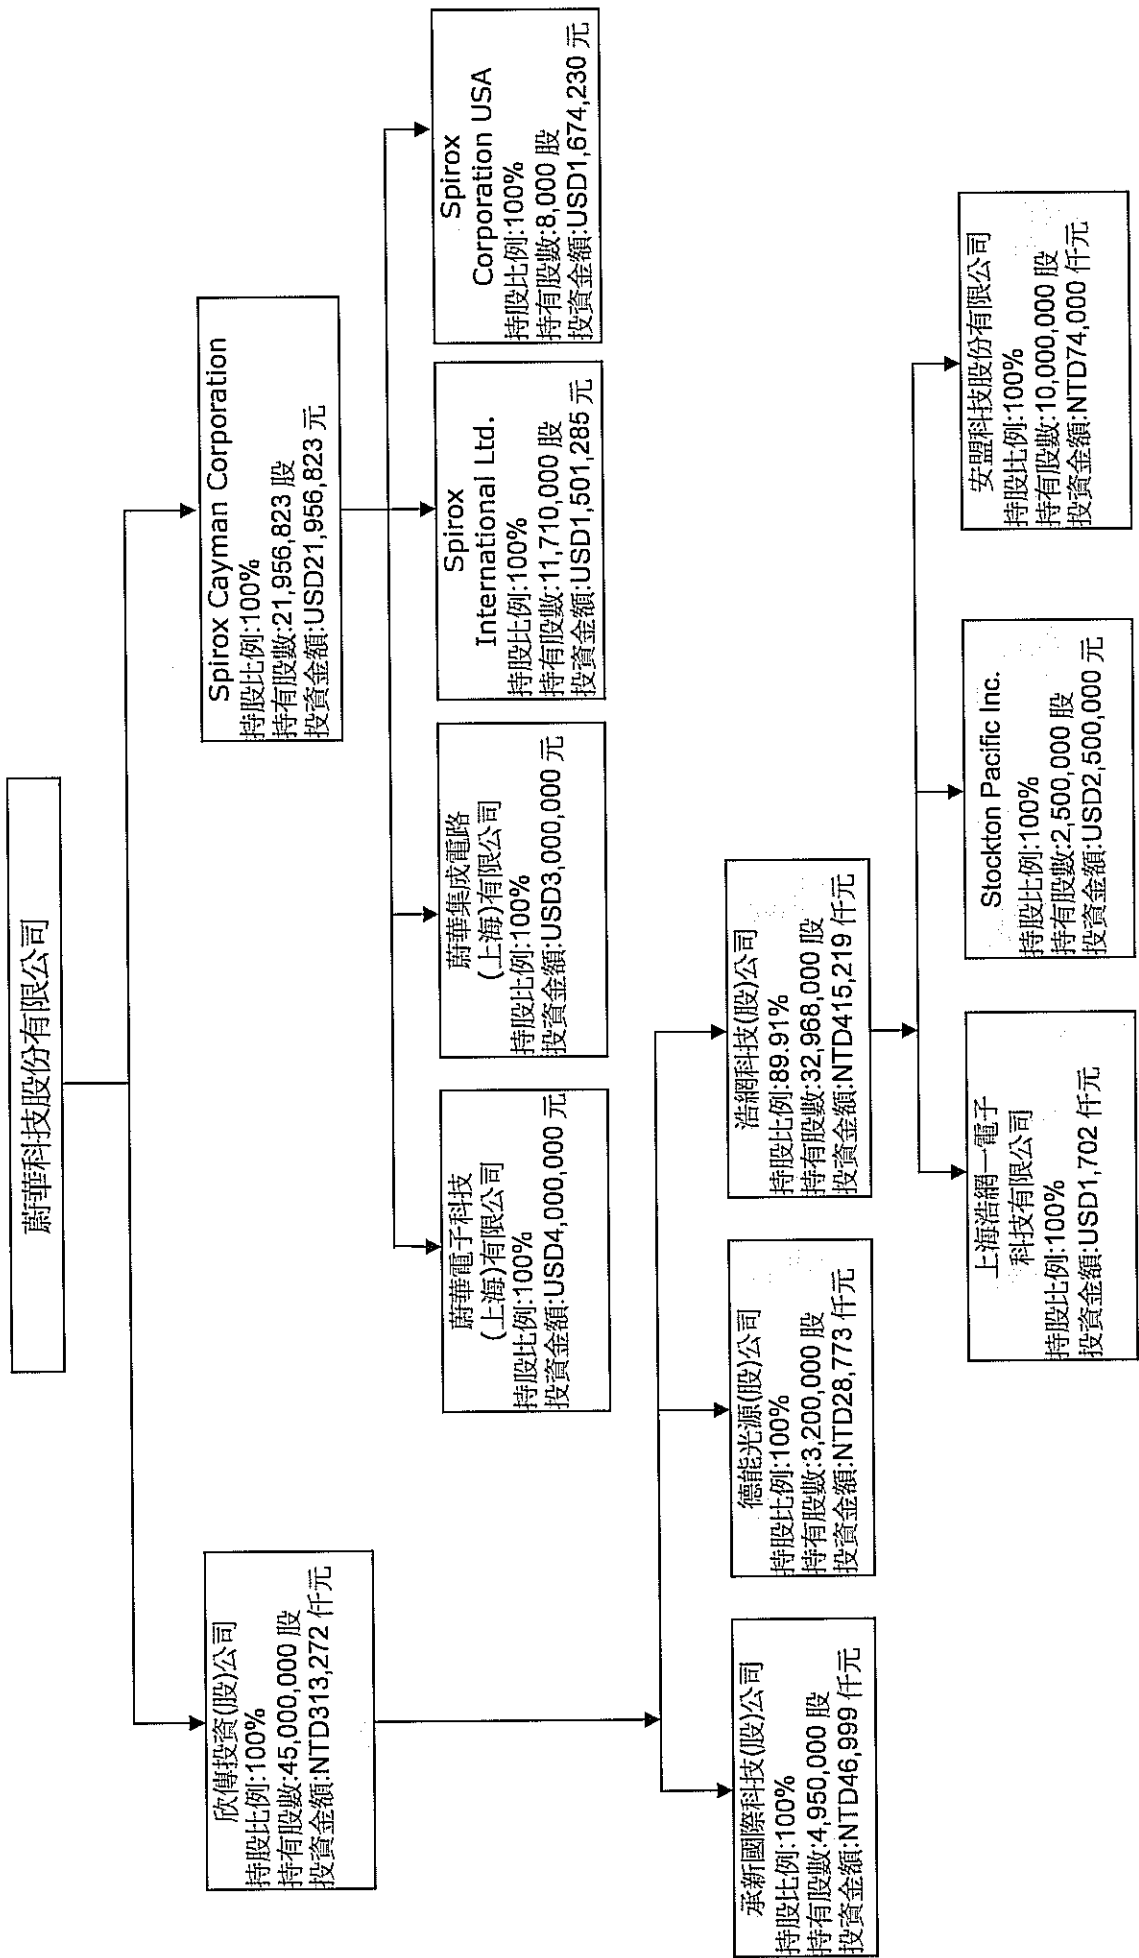 蔚華科技股份有限公司
欣傳投資(股)公司
持股比例:100%
持有股數:45,000,000 股
投資金額:NTD313,272 仟元
Spirox Cayman Corporation
持股比例:100%
持有股數:21,956,823 股
投資金額:USD21,956,823 元
蔚華電子科技
(上海)有限公司
持股比例:100%
投資金額:USD4,000,000 元
蔚華集成電路
(上海)有限公司
持股比例:100%
投資金額:USD3,000,000 元
Spirox
International Ltd.
持股比例:100%
持有股數:11,710,000 股
投資金額:USD1,501,285 元
Spirox
Corporation USA
持股比例:100%
持有股數:8,000 股
投資金額:USD1,674,230 元
承新國際科技(股)公司
持股比例:100%
持有股數:4,950,000 股
投資金額:NTD46,999 仟元
德能光源(股)公司
持股比例:100%
持有股數:3,200,000 股
投資金額:NTD28,773 仟元
浩網科技(股)公司
持股比例:89.91%
持有股數:32,968,000 股
投資金額:NTD415,219 仟元
上海浩網一電子
科技有限公司
持股比例:100%
投資金額:USD1,702 仟元
Stockton Pacific Inc.
持股比例:100%
持有股數:2,500,000 股
投資金額:USD2,500,000 元
安盟科技股份有限公司
持股比例:100%
持有股數:10,000,000 股
投資金額:NTD74,000 仟元